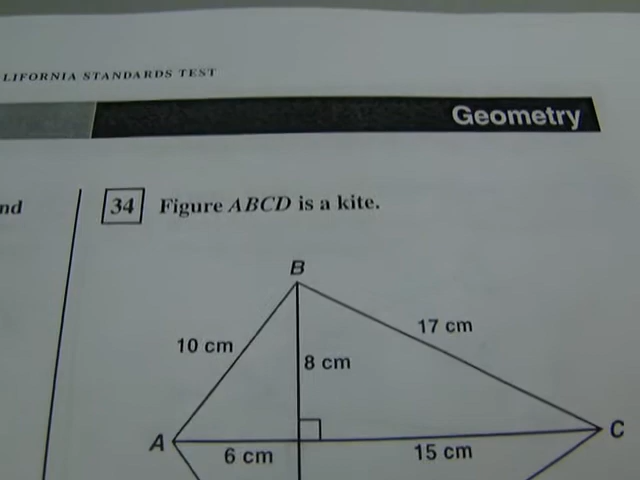 LIFORNIA STANDARDS TEST
Geometry
nd
34 Figure ABCD is a kite.
B
10 cm
17 cm
8 cm
A
C
6 cm
15 cm